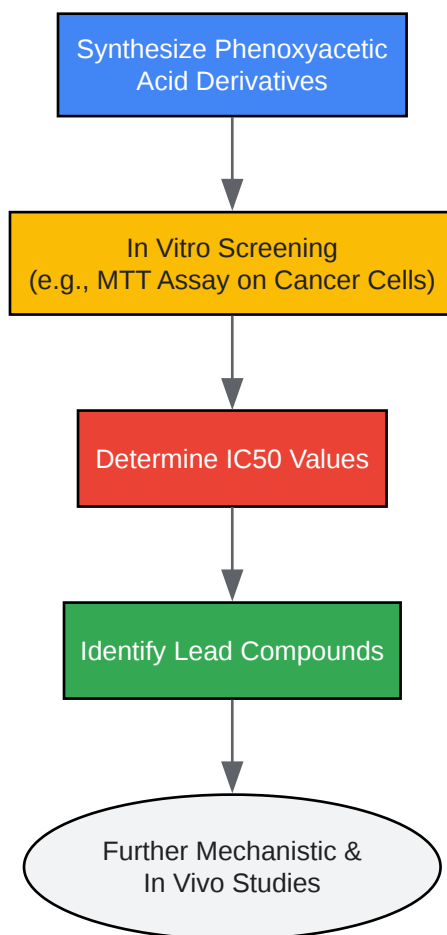 Synthesize Phenoxyacetic
Acid Derivatives
In Vitro Screening
(e.g., MTT Assay on Cancer Cells)
Determine IC50 Values
Identify Lead Compounds
Further Mechanistic &
In Vivo Studies